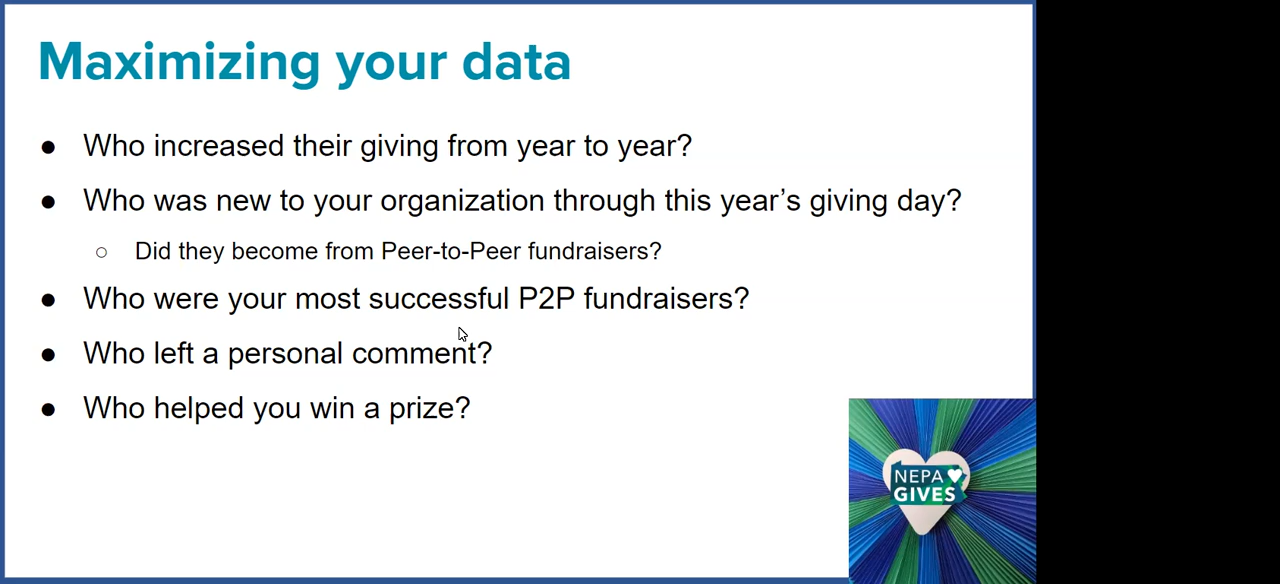 Maximizing your data
● Who increased their giving from year to year?
● Who was new to your organization through this year’s giving day?
○ Did they become from Peer-to-Peer fundraisers?
● Who were your most successful P2P fundraisers?
● Who left a personal comment?
● Who helped you win a prize?
NEPA
GIVES